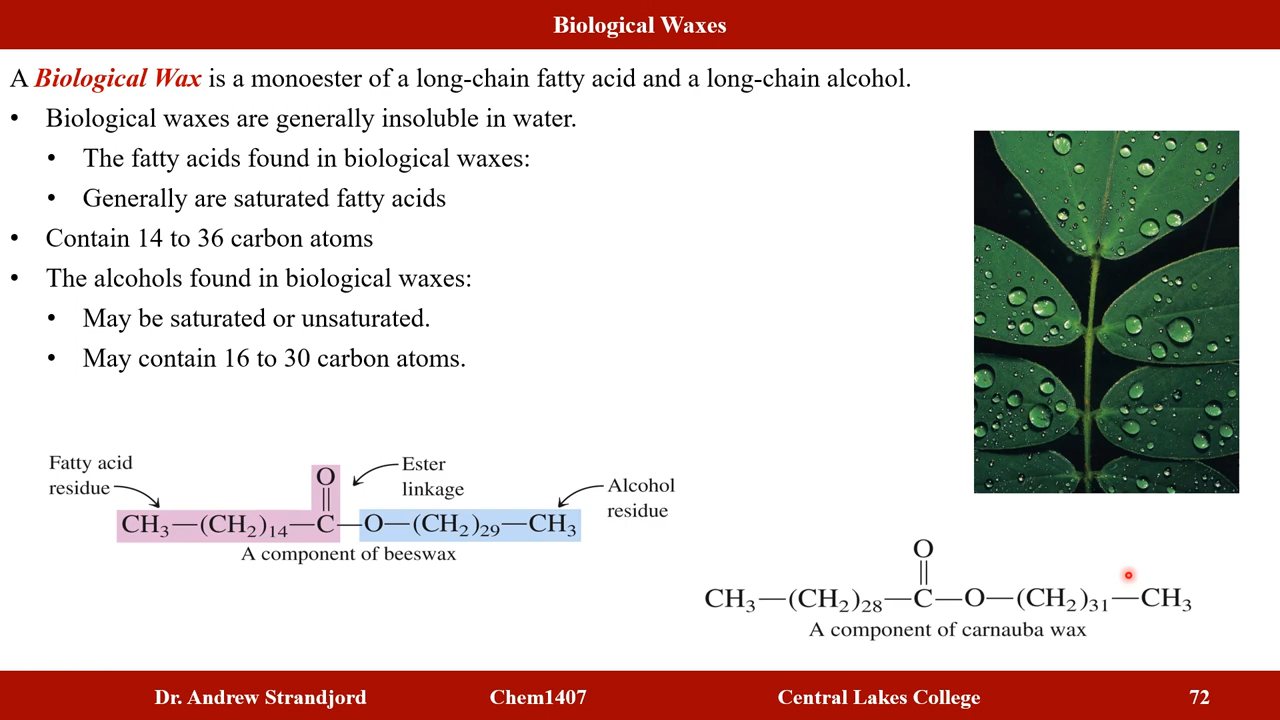 Biological Waxes
A Biological Wax is a monoester of a long-chain fatty acid and a long-chain alcohol.
• Biological waxes are generally insoluble in water.
• The fatty acids found in biological waxes:
• Generally are saturated fatty acids
• Contain 14 to 36 carbon atoms
• The alcohols found in biological waxes:
• May be saturated or unsaturated.
• May contain 16 to 30 carbon atoms.
Fatty acid
residue
O
||
Ester
linkage
Alcohol
residue
CH₃—(CH₂)₁₄—C—O—(CH₂)₂₉—CH₃
A component of beeswax
O
||
CH₃—(CH₂)₂₈—C—O—(CH₂)₃₁—CH₃
A component of carnauba wax
Dr. Andrew Strandjord Chem1407 Central Lakes College 72